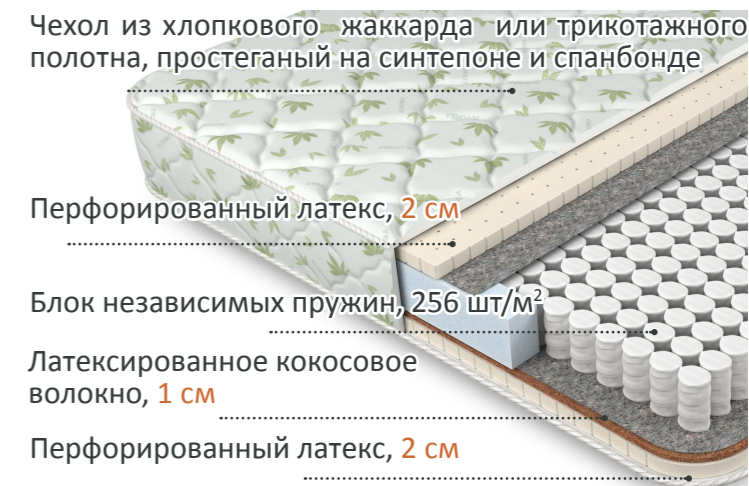 Чехол из хлопкового жаккарда или трикотажного
полотна, простеганый на синтепоне и спанбонде
Перфорированный латекс, 2 см
Блок независимых пружин, 256 шт/м²
Латексированное кокосовое
волокно, 1 см
Перфорированный латекс, 2 см